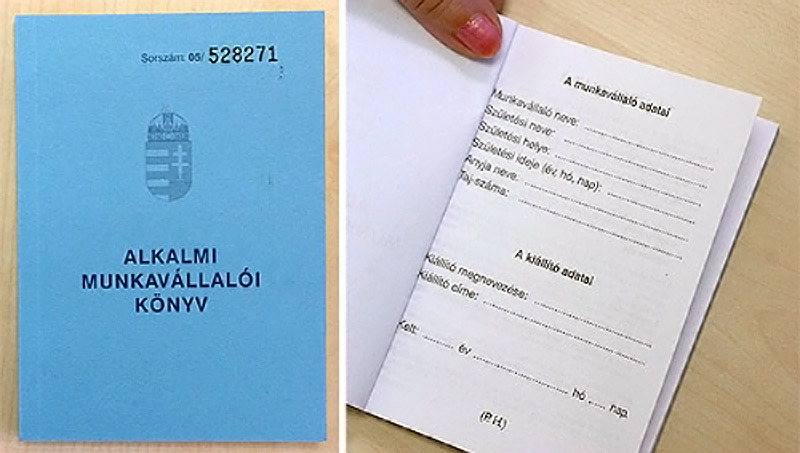 Sorszám: 05/ 528271
ALKALMI
MUNKAVÁLLALÓI
KÖNYV
A munkavállaló adatai
Munkavállaló neve: ........................
Születési neve: ........................
Születési helye: ........................
Születési ideje (év, hó, nap): ........................
Anyja neve: ........................
Taj-száma: ........................
A kiállító adatai
Kiállító megnevezése: ........................
Kiállító címe: ........................
Kelt: ........ év ........................ hó ..... nap.
(P. H.)